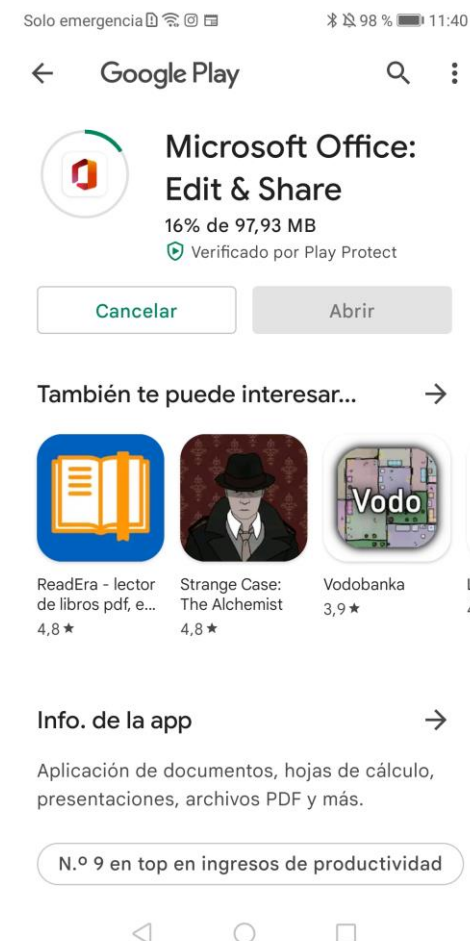 Solo emergencia 98 % 11:40
Google Play
Microsoft Office:
Edit & Share
16% de 97,93 MB
Verificado por Play Protect
Cancelar Abrir
También te puede interesar...
Vodo
ReadEra - lector Strange Case: Vodobanka
de libros pdf, e... The Alchemist 3,9★
4,8★ 4,8★
Info. de la app
Aplicación de documentos, hojas de cálculo,
presentaciones, archivos PDF y más.
N.º 9 en top en ingresos de productividad